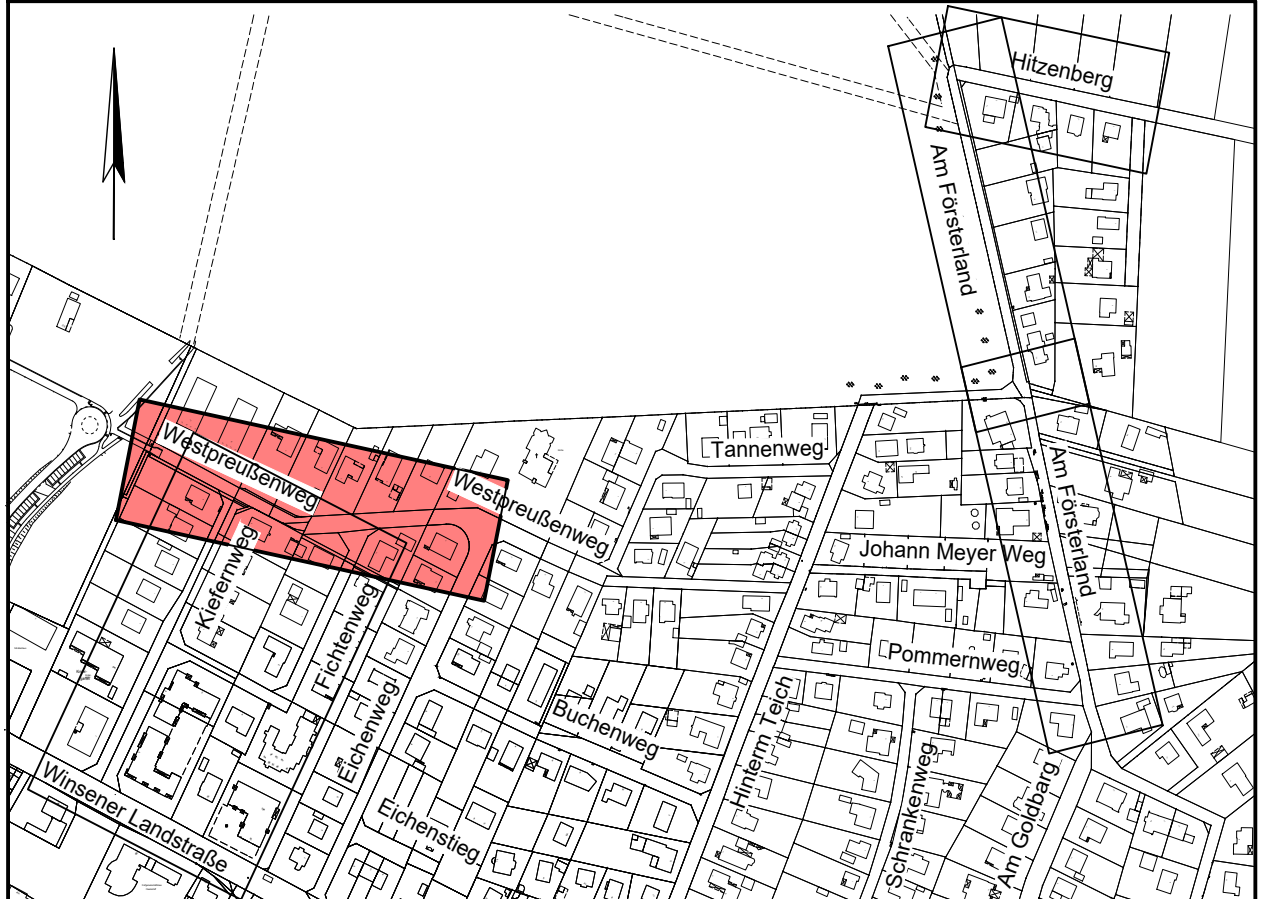 Hitzenberg
Am Försterland
Westpreußenweg
Westpreußenweg
Tannenweg
Am Försterland
Johann Meyer Weg
Kiefernweg
Fichtenweg
Pommernweg
Eichenweg
Buchenweg
Hinterm Teich
Schrankenweg
Am Goldbarg
Winsener Landstraße
Eichenstieg